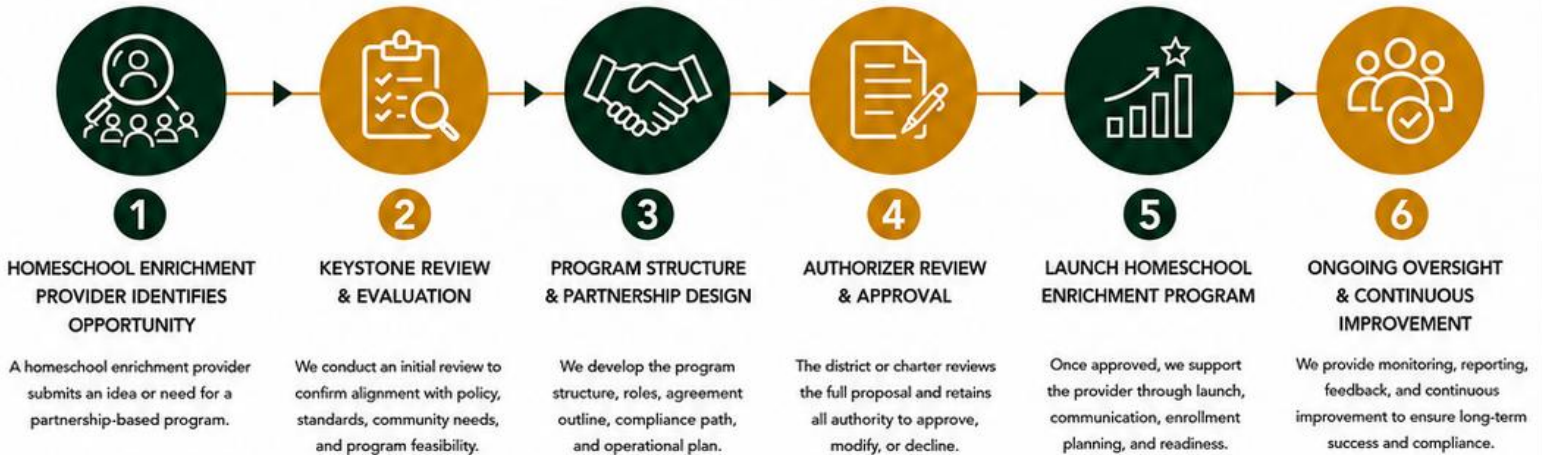 1
HOMESCHOOL ENRICHMENT
PROVIDER IDENTIFIES
OPPORTUNITY
A homeschool enrichment provider
submits an idea or need for a
partnership-based program.
2
KEYSTONE REVIEW
& EVALUATION
We conduct an initial review to
confirm alignment with policy,
standards, community needs,
and program feasibility.
3
PROGRAM STRUCTURE
& PARTNERSHIP DESIGN
We develop the program
structure, roles, agreement
outline, compliance path,
and operational plan.
4
AUTHORIZER REVIEW
& APPROVAL
The district or charter reviews
the full proposal and retains
all authority to approve,
modify, or decline.
5
LAUNCH HOMESCHOOL
ENRICHMENT PROGRAM
Once approved, we support
the provider through launch,
communication, enrollment
planning, and readiness.
6
ONGOING OVERSIGHT
& CONTINUOUS
IMPROVEMENT
We provide monitoring, reporting,
feedback, and continuous
improvement to ensure long-term
success and compliance.